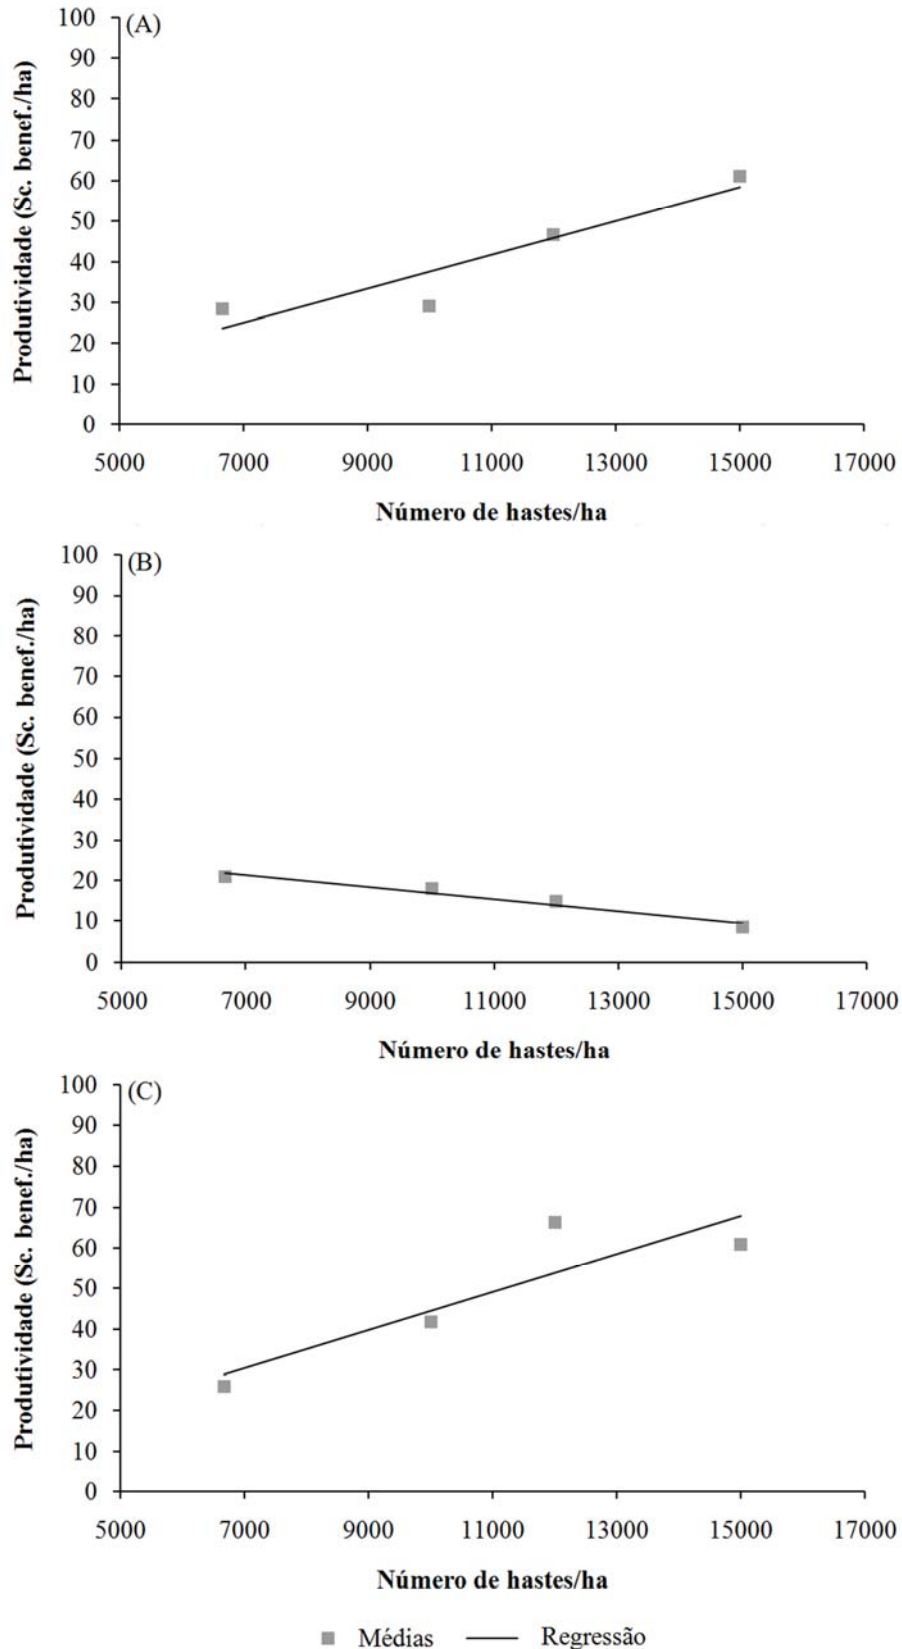 (A)
Produtividade (Sc. benef./ha)
100
90
80
70
60
50
40
30
20
10
0
5000 7000 9000 11000 13000 15000 17000
Número de hastes/ha
(B)
Produtividade (Sc. benef./ha)
100
90
80
70
60
50
40
30
20
10
0
5000 7000 9000 11000 13000 15000 17000
Número de hastes/ha
(C)
Produtividade (Sc. benef./ha)
100
90
80
70
60
50
40
30
20
10
0
5000 7000 9000 11000 13000 15000 17000
Número de hastes/ha
Médias Regressão